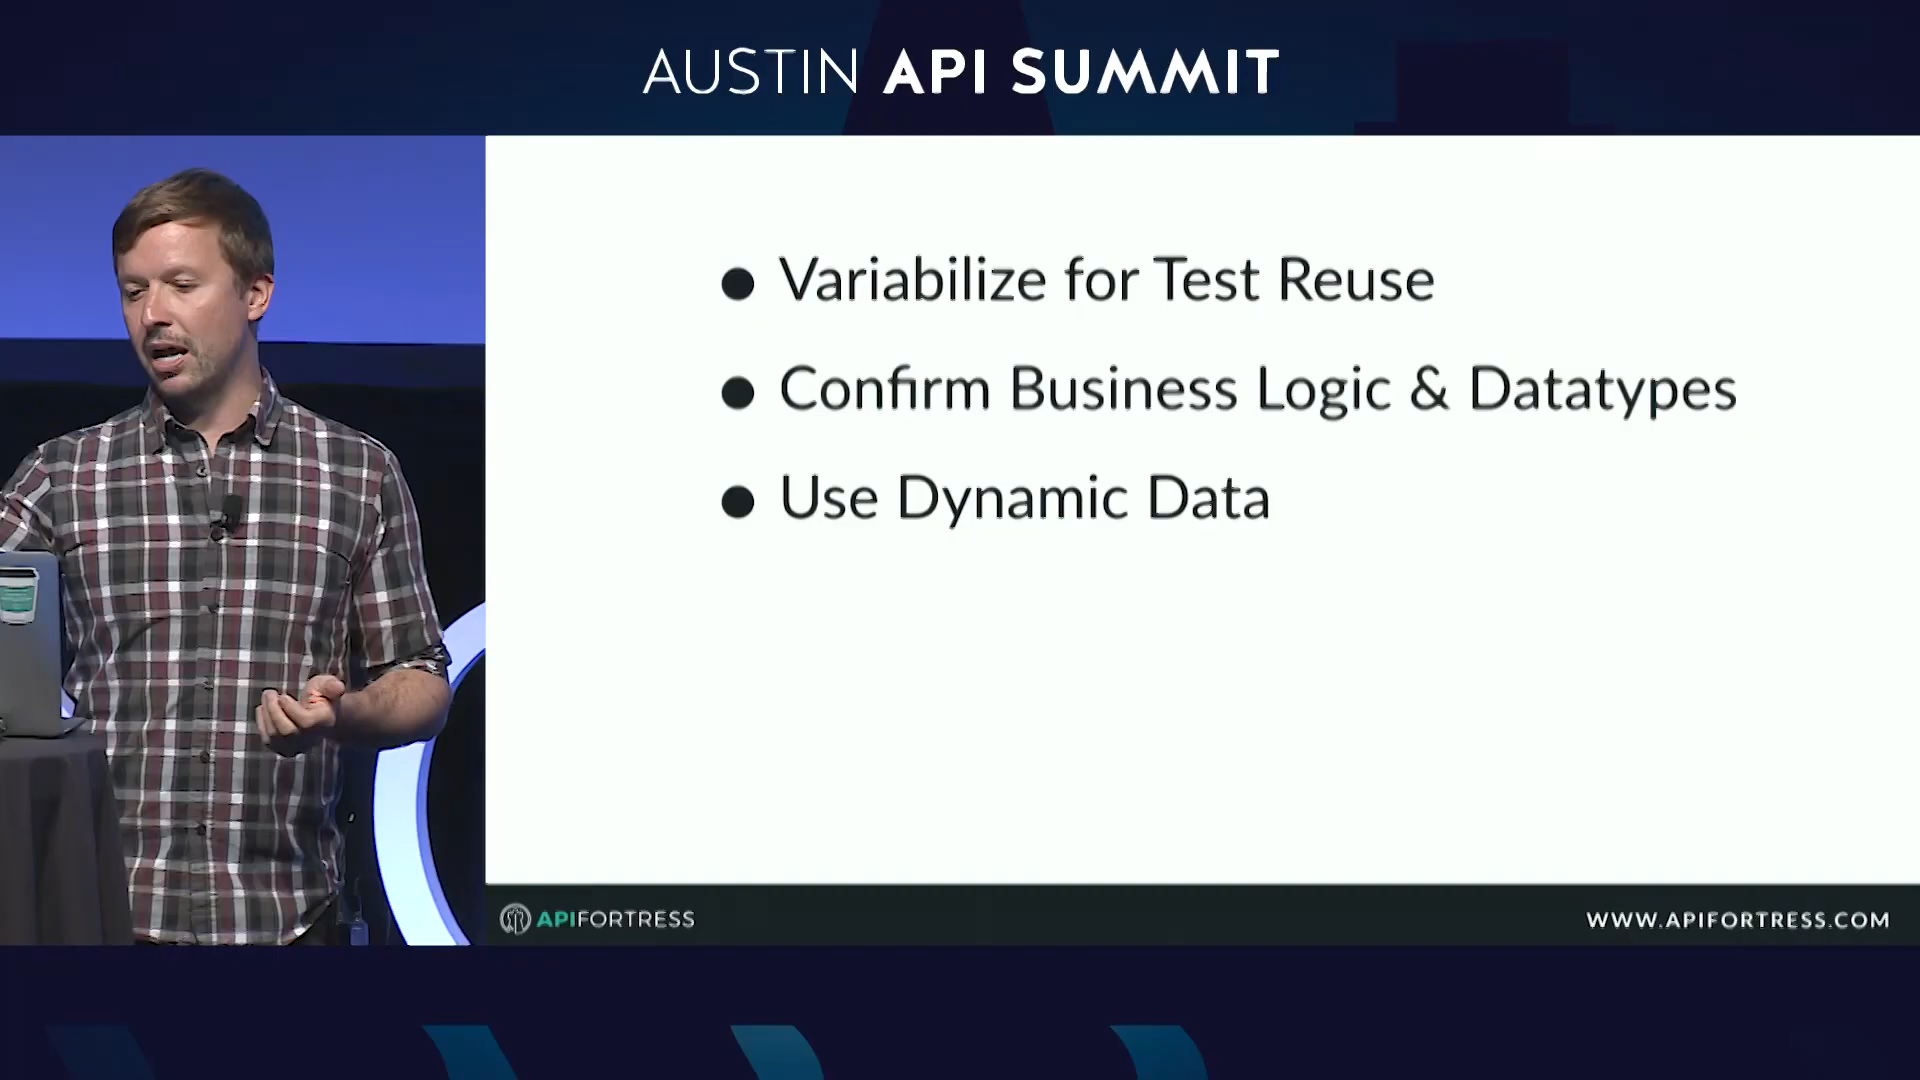 AUSTIN API SUMMIT
● Variabilize for Test Reuse
● Confirm Business Logic & Datatypes
● Use Dynamic Data
APIFORTRESS
WWW.APIFORTRESS.COM